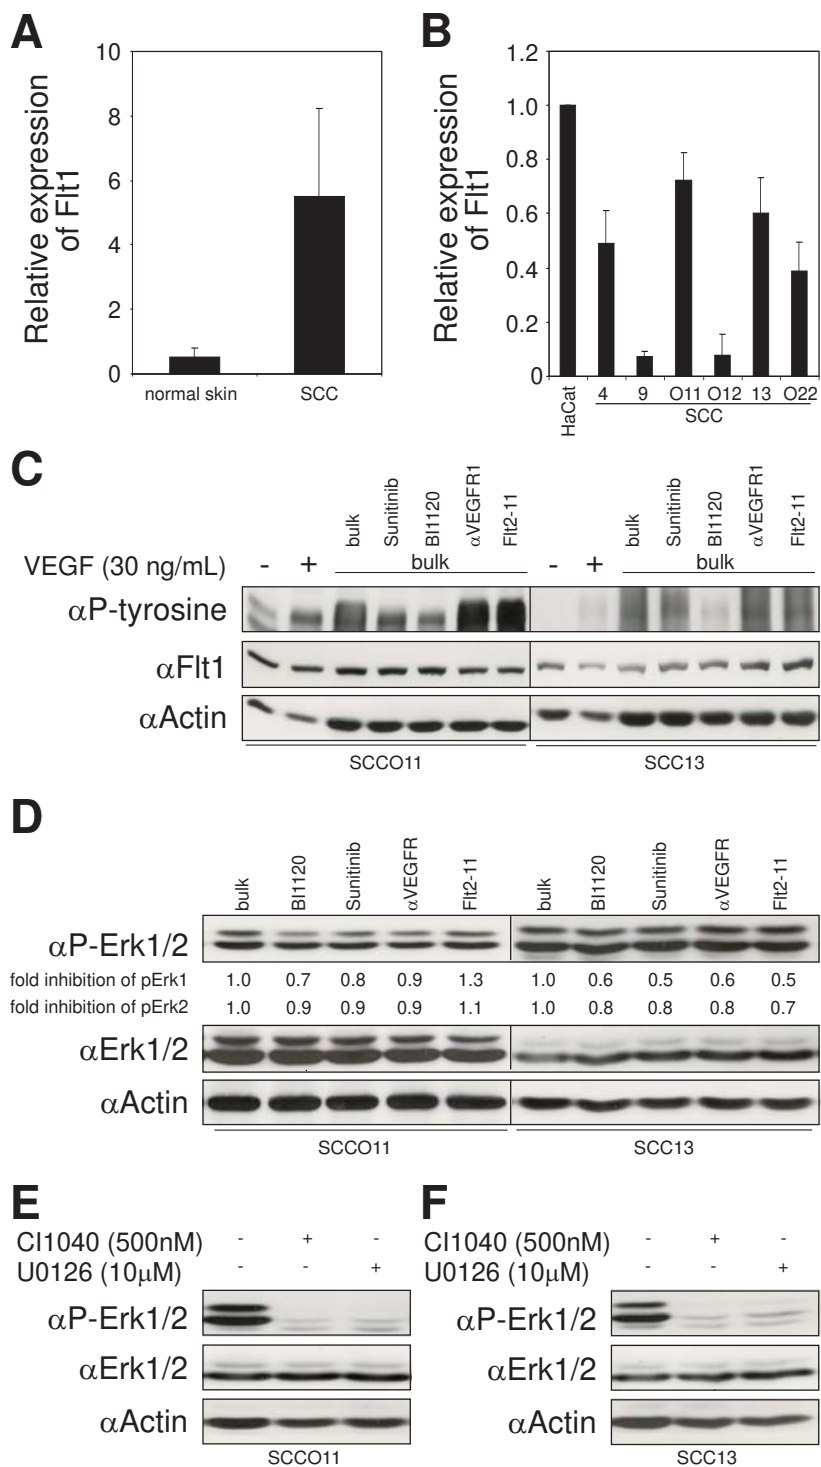 A
Relative expression
of Flt1
10
8
6
4
2
0
normal skin
SCC
B
Relative expression
of Flt1
1.2
1.0
0.8
0.6
0.4
0.2
0
HaCat
4 9 O11 O12 13 O22
SCC
C
bulk Sunitinib BI1120 αVEGFR1 Flt2-11 bulk Sunitinib BI1120 αVEGFR1 Flt2-11
VEGF (30 ng/mL) - + bulk - + bulk
αP-tyrosine
αFlt1
αActin
SCCO11 SCC13
D
bulk BI1120 Sunitinib αVEGFR Flt2-11 bulk BI1120 Sunitinib αVEGFR Flt2-11
αP-Erk1/2
fold inhibition of pErk1 1.0 0.7 0.8 0.9 1.3 1.0 0.6 0.5 0.6 0.5
fold inhibition of pErk2 1.0 0.9 0.9 0.9 1.1 1.0 0.8 0.8 0.8 0.7
αErk1/2
αActin
SCCO11 SCC13
E
CI1040 (500nM) - + -
U0126 (10μM) - - +
αP-Erk1/2
αErk1/2
αActin
SCCO11
F
CI1040 (500nM) - + -
U0126 (10μM) - - +
αP-Erk1/2
αErk1/2
αActin
SCC13